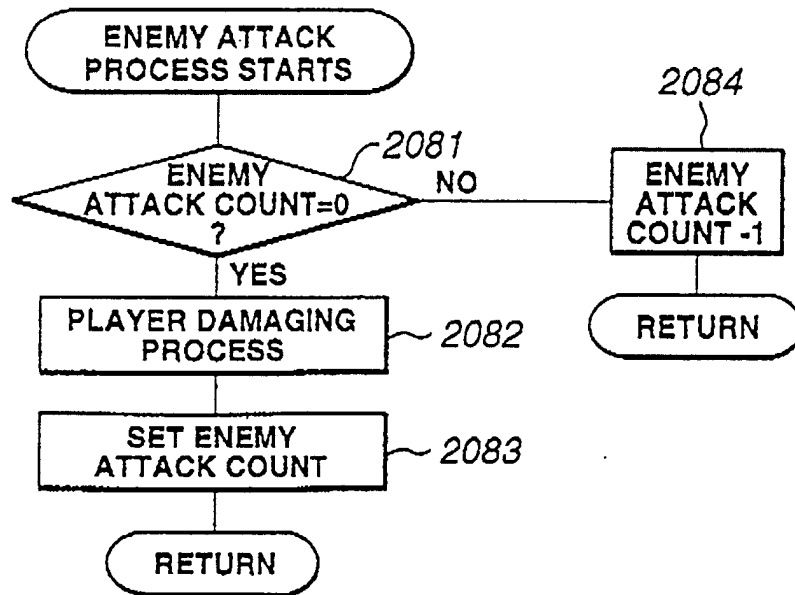 ENEMY ATTACK
PROCESS STARTS
2081
ENEMY
ATTACK COUNT=0
?
NO
YES
2084
ENEMY
ATTACK
COUNT -1
RETURN
PLAYER DAMAGING
PROCESS
2082
SET ENEMY
ATTACK COUNT
2083
RETURN